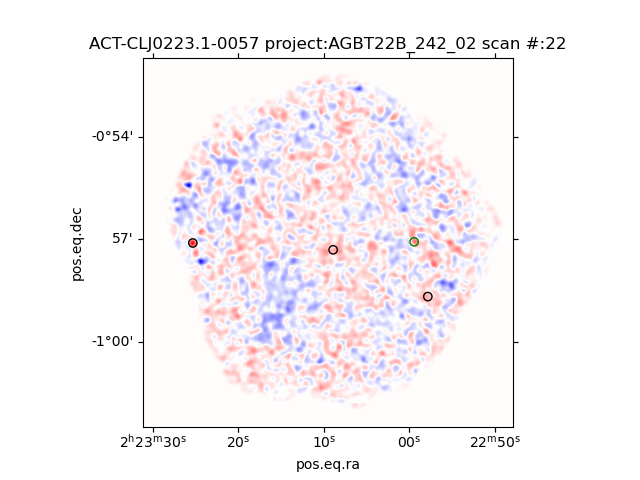 ACT-CLJ0223.1-0057 project:AGBT22B_242_02 scan #:22
pos.eq.dec
-0°54'
57'
-1°00'
2ʰ23ᵐ30ˢ 20ˢ 10ˢ 00ˢ 22ᵐ50ˢ
pos.eq.ra